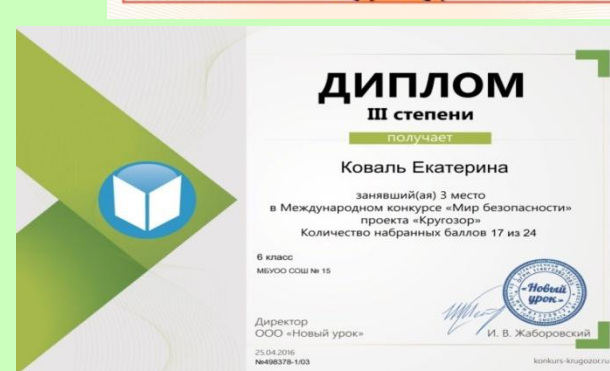 ДИПЛОМ
III степени
получает
Коваль Екатерина
занявший(ая) 3 место
в Международном конкурсе «Мир безопасности»
проекта «Кругозор»
Количество набранных баллов 17 из 24
6 класс
МБУОО СОШ № 15
«Новый
урок»
Директор
ООО «Новый урок»
И. В. Жаборовский
25.04.2016
№498378-1/03
konkurs-krugozor.ru